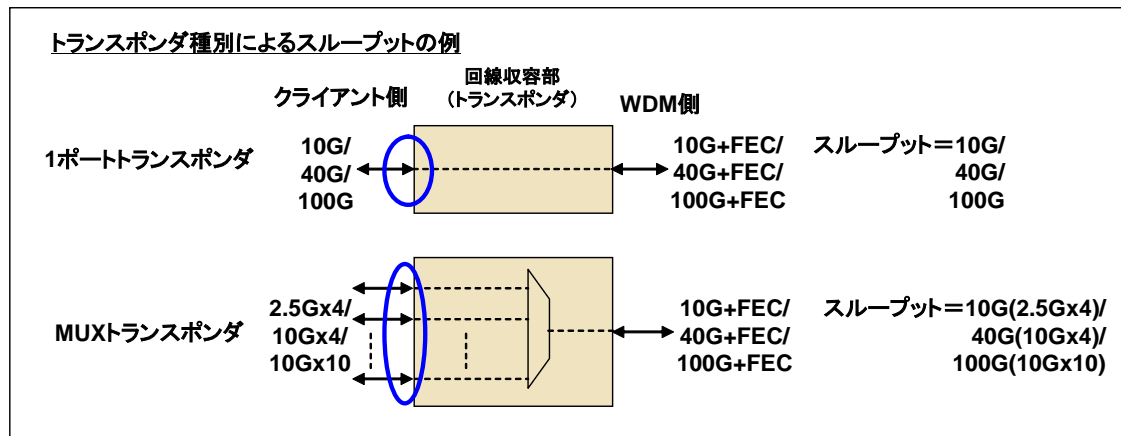 トランスポンダ種別によるスループットの例
クライアント側
回線収容部
(トランスポンダ)
WDM側
1ポートトランスポンダ
10G/
40G/
100G
10G+FEC/
40G+FEC/
100G+FEC
スループット＝10G/
40G/
100G
MUXトランスポンダ
2.5Gx4/
10Gx4/
10Gx10
10G+FEC/
40G+FEC/
100G+FEC
スループット＝10G(2.5Gx4)/
40G(10Gx4)/
100G(10Gx10)